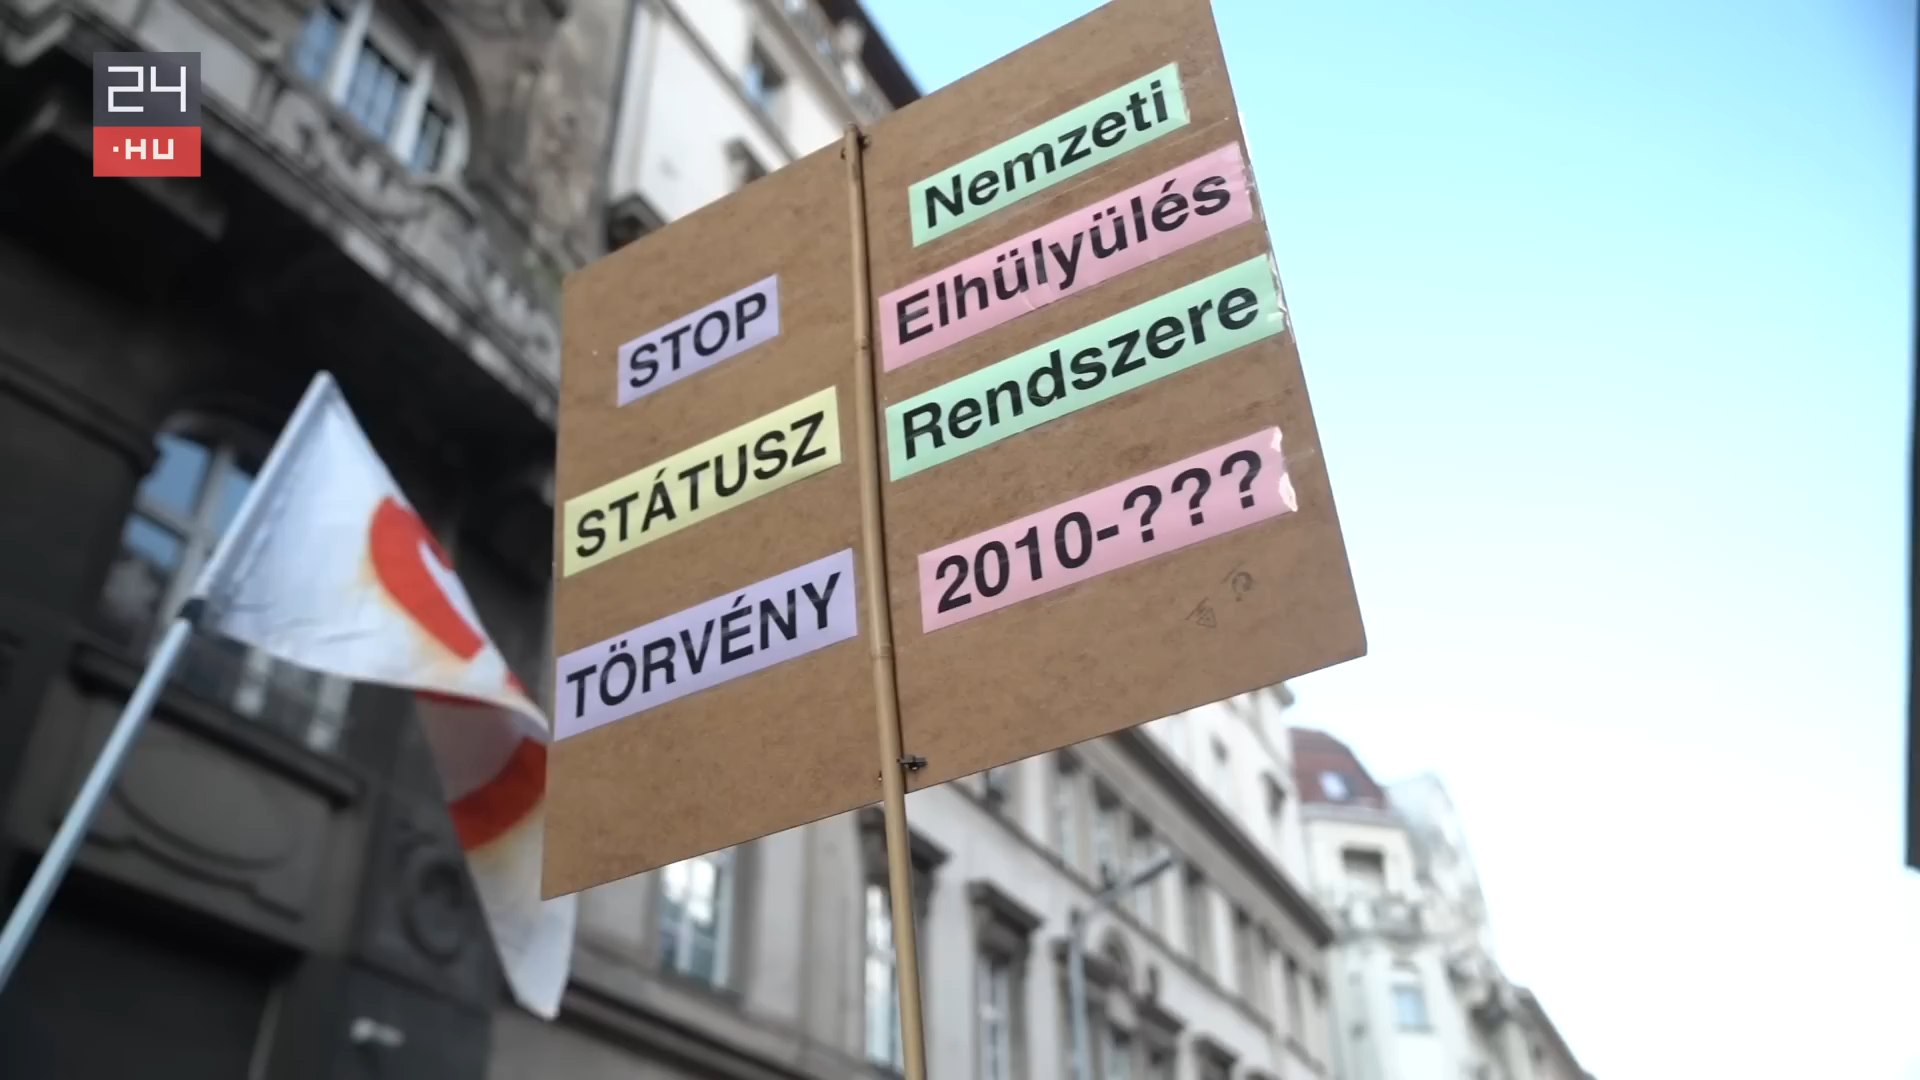 24
.HU
STOP
STÁTUSZ
TÖRVÉNY
Nemzeti
Elhülyülés
Rendszere
2010-???